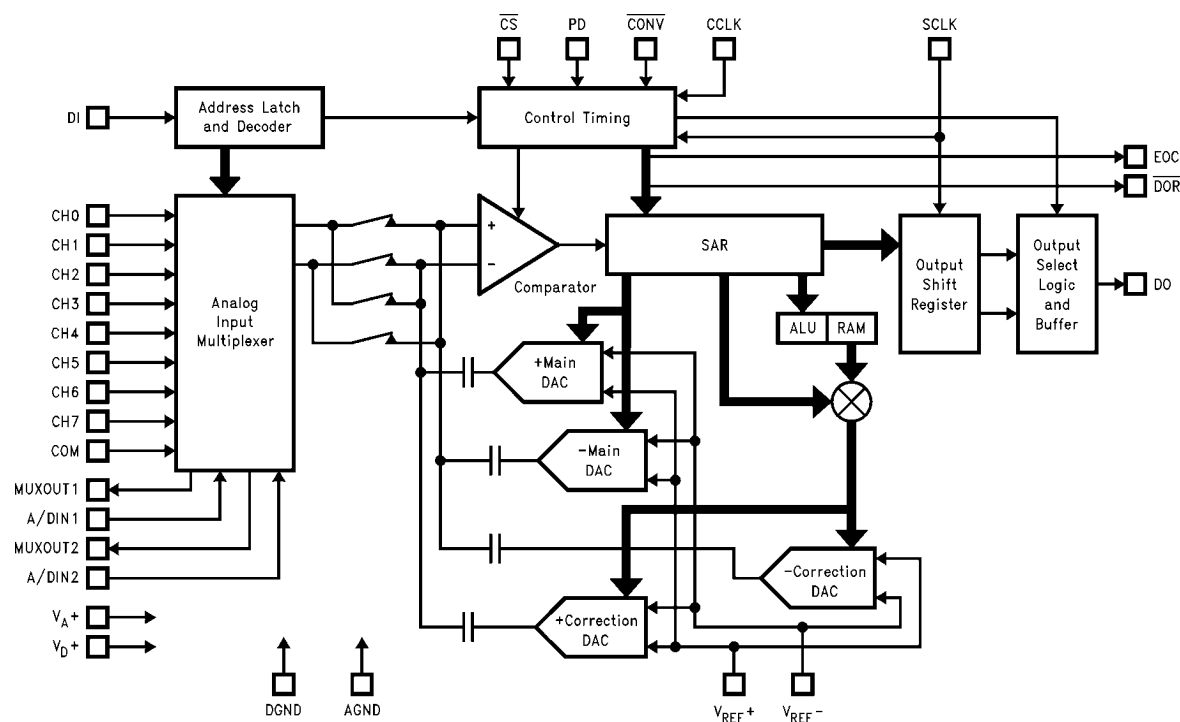 CS PD CONV CCLK SCLK
DI
Address Latch
and Decoder
Control Timing
EOC
DOR
CH0
CH1
CH2
CH3
CH4
CH5
CH6
CH7
COM
Analog
Input
Multiplexer
+
−
Comparator
SAR
Output
Shift
Register
Output
Select
Logic
and
Buffer
DO
ALU RAM
+Main
DAC
−Main
DAC
−Correction
DAC
+Correction
DAC
MUXOUT1
A/DIN1
MUXOUT2
A/DIN2
VA+
VD+
DGND AGND
VREF+ VREF−